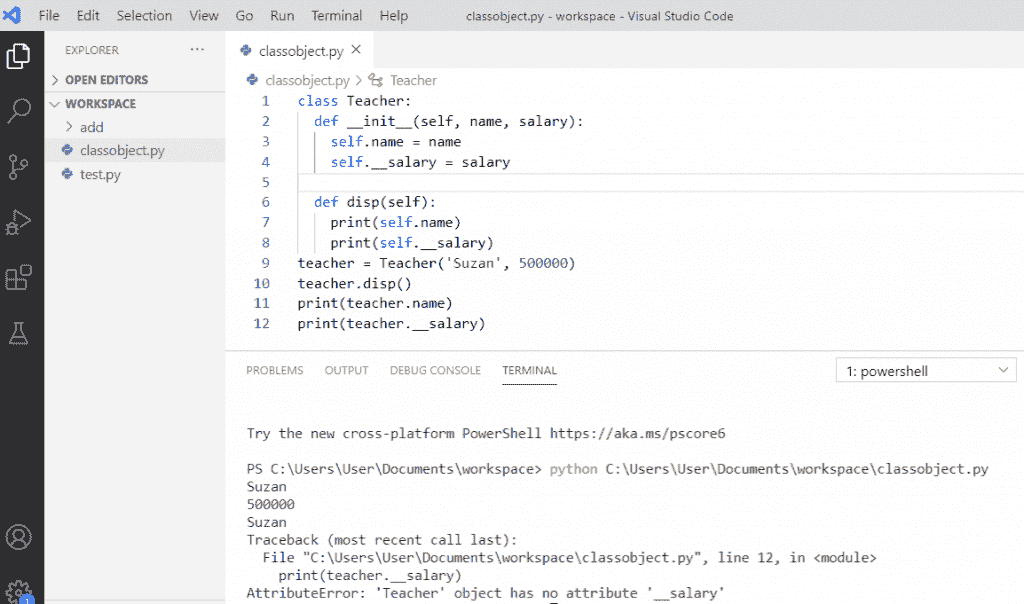 File Edit Selection View Go Run Terminal Help classobject.py - workspace - Visual Studio Code
EXPLORER ...
OPEN EDITORS
WORKSPACE
add
classobject.py
test.py
classobject.py
classobject.py > Teacher
1 class Teacher:
2   def __init__(self, name, salary):
3     self.name = name
4     self.__salary = salary
5
6   def disp(self):
7     print(self.name)
8     print(self.__salary)
9 teacher = Teacher('Suzan', 500000)
10 teacher.disp()
11 print(teacher.name)
12 print(teacher.__salary)
PROBLEMS OUTPUT DEBUG CONSOLE TERMINAL 1: powershell
Try the new cross-platform PowerShell https://aka.ms/pscore6
PS C:\Users\User\Documents\workspace> python C:\Users\User\Documents\workspace\classobject.py
Suzan
500000
Suzan
Traceback (most recent call last):
  File "C:\Users\User\Documents\workspace\classobject.py", line 12, in <module>
    print(teacher.__salary)
AttributeError: 'Teacher' object has no attribute '__salary'
1